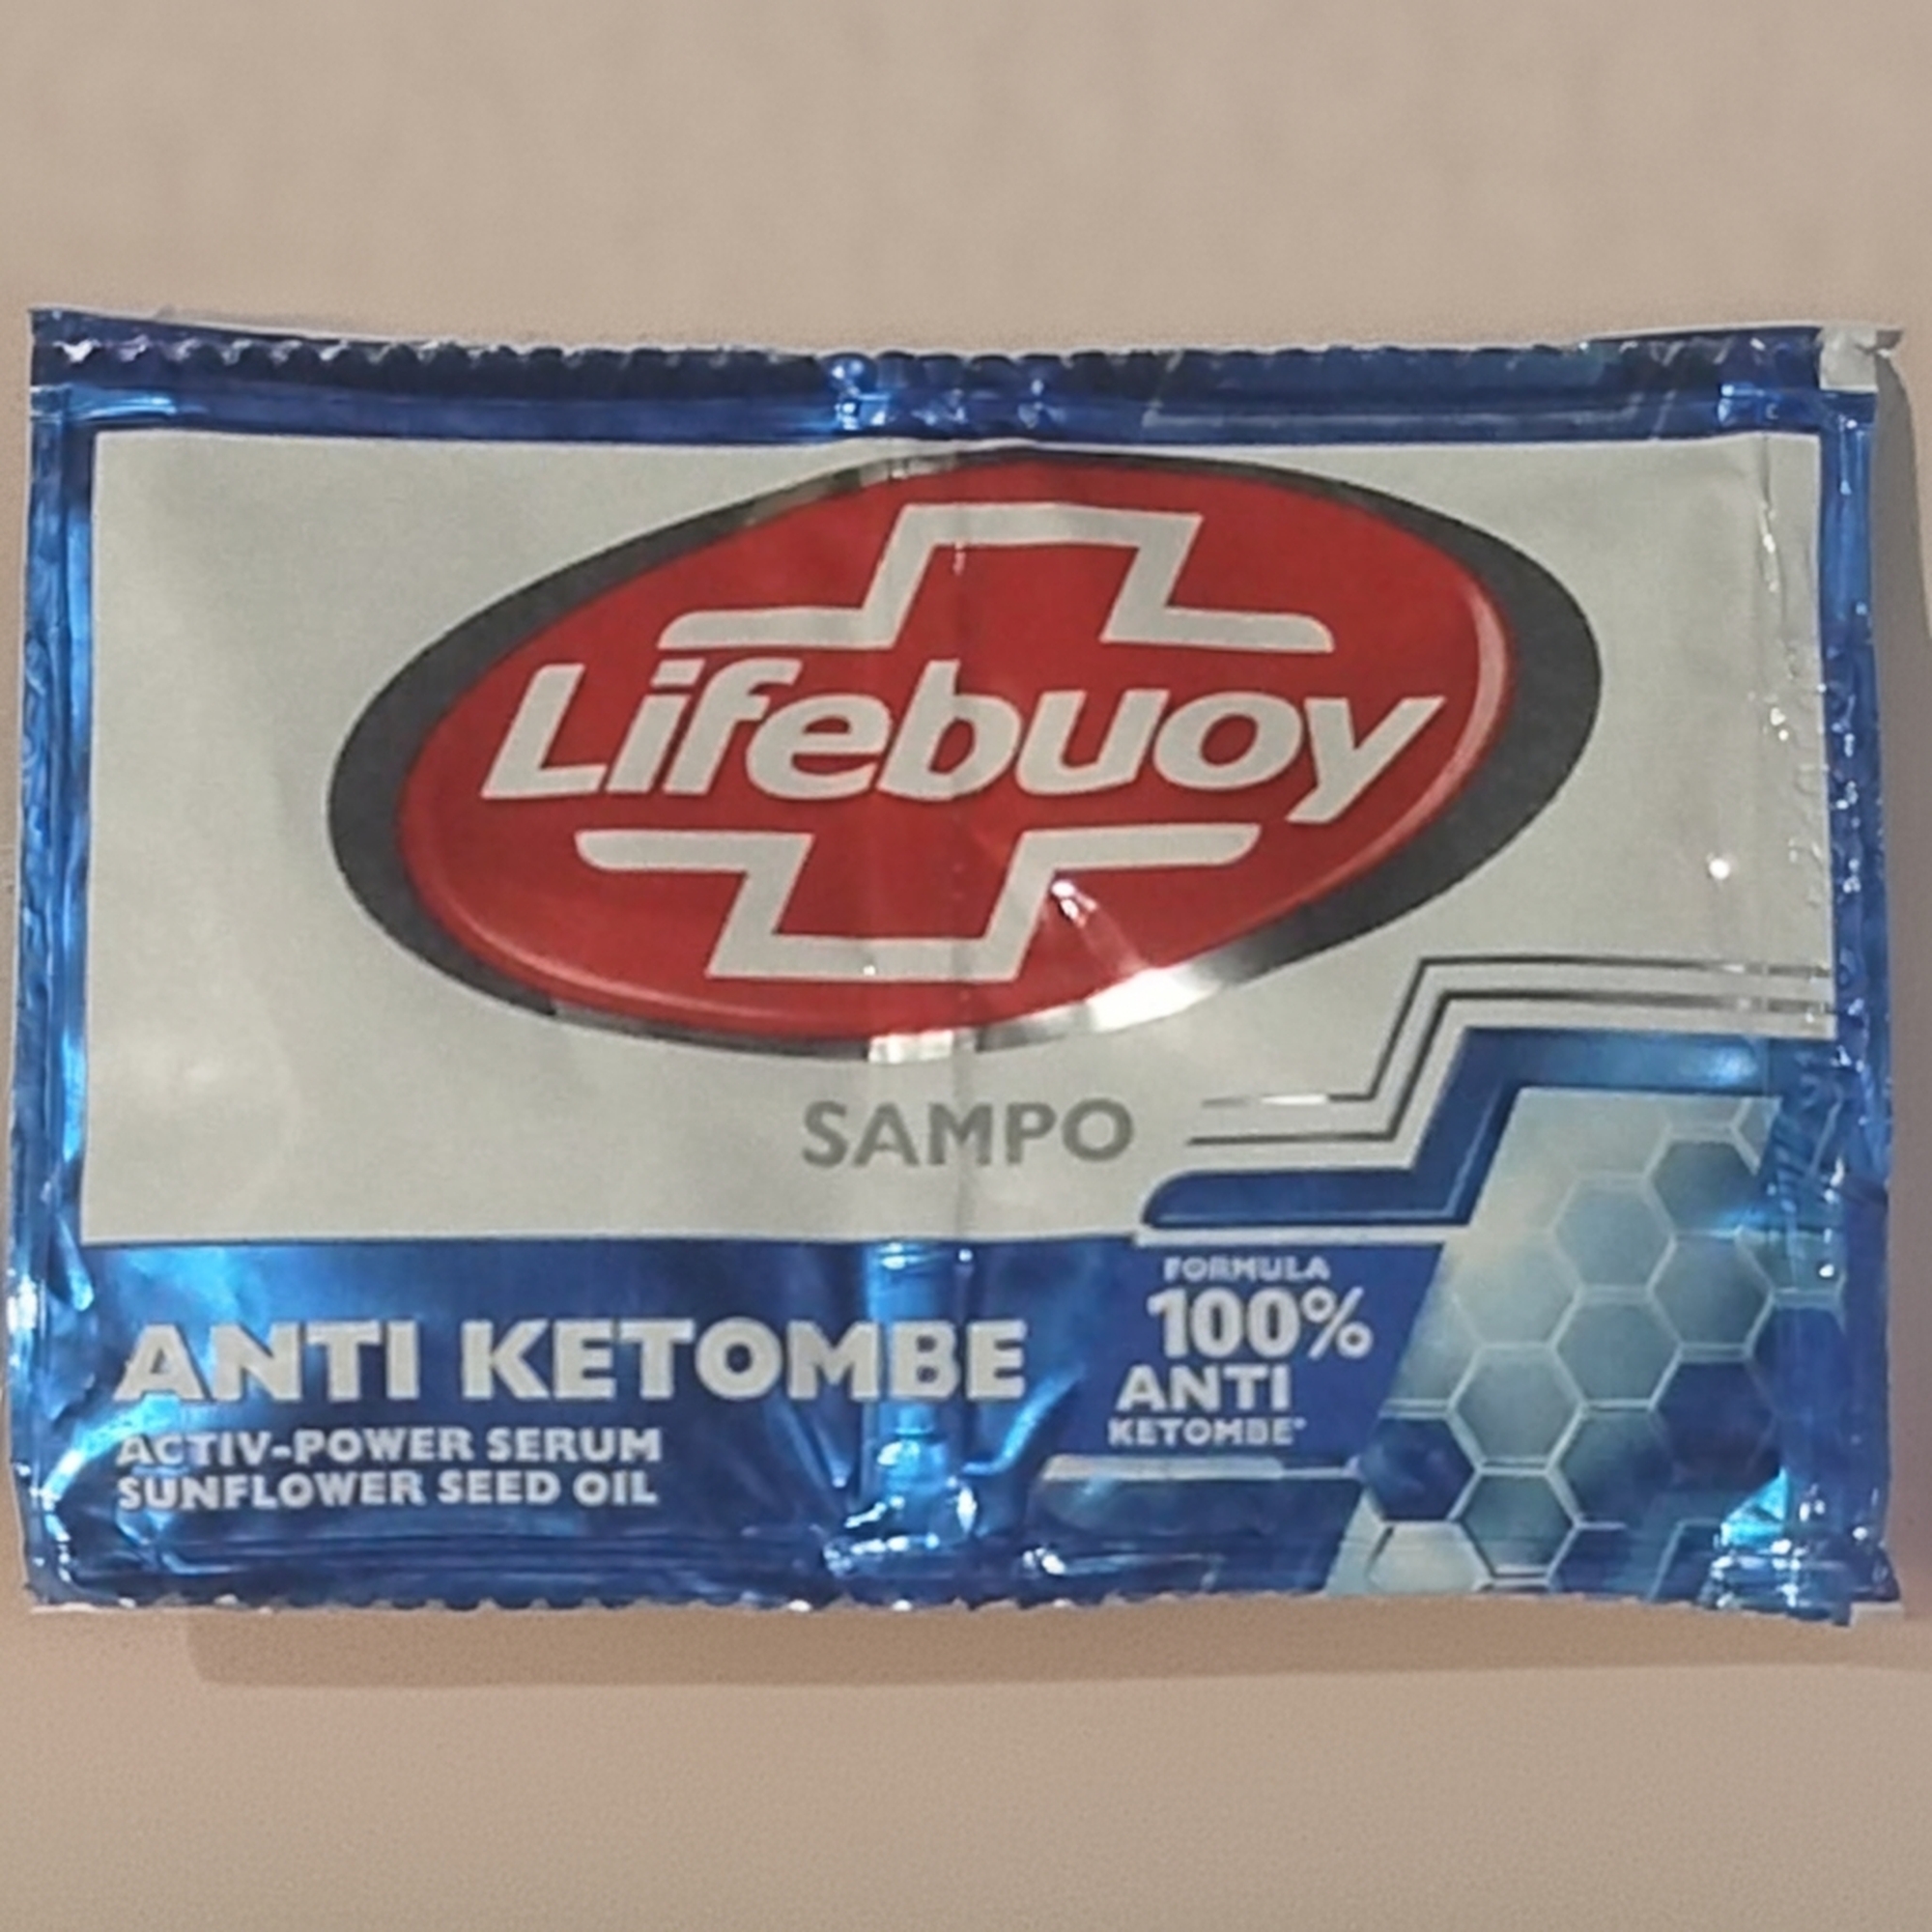 Lifebuoy
SAMPO
ANTI KETOMBE
ACTIV-POWER SERUM
SUNFLOWER SEED OIL
FORMULA
100%
ANTI
KETOMBE*